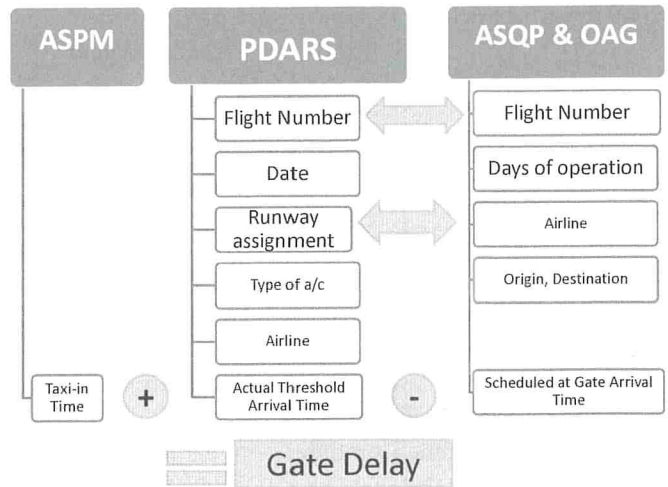 ASPM
PDARS
ASQP & OAG
Flight Number
Date
Runway
assignment
Type of a/c
Airline
Actual Threshold
Arrival Time
Flight Number
Days of operation
Airline
Origin, Destination
Scheduled at Gate Arrival
Time
Taxi-in
Time
+
-
=
Gate Delay